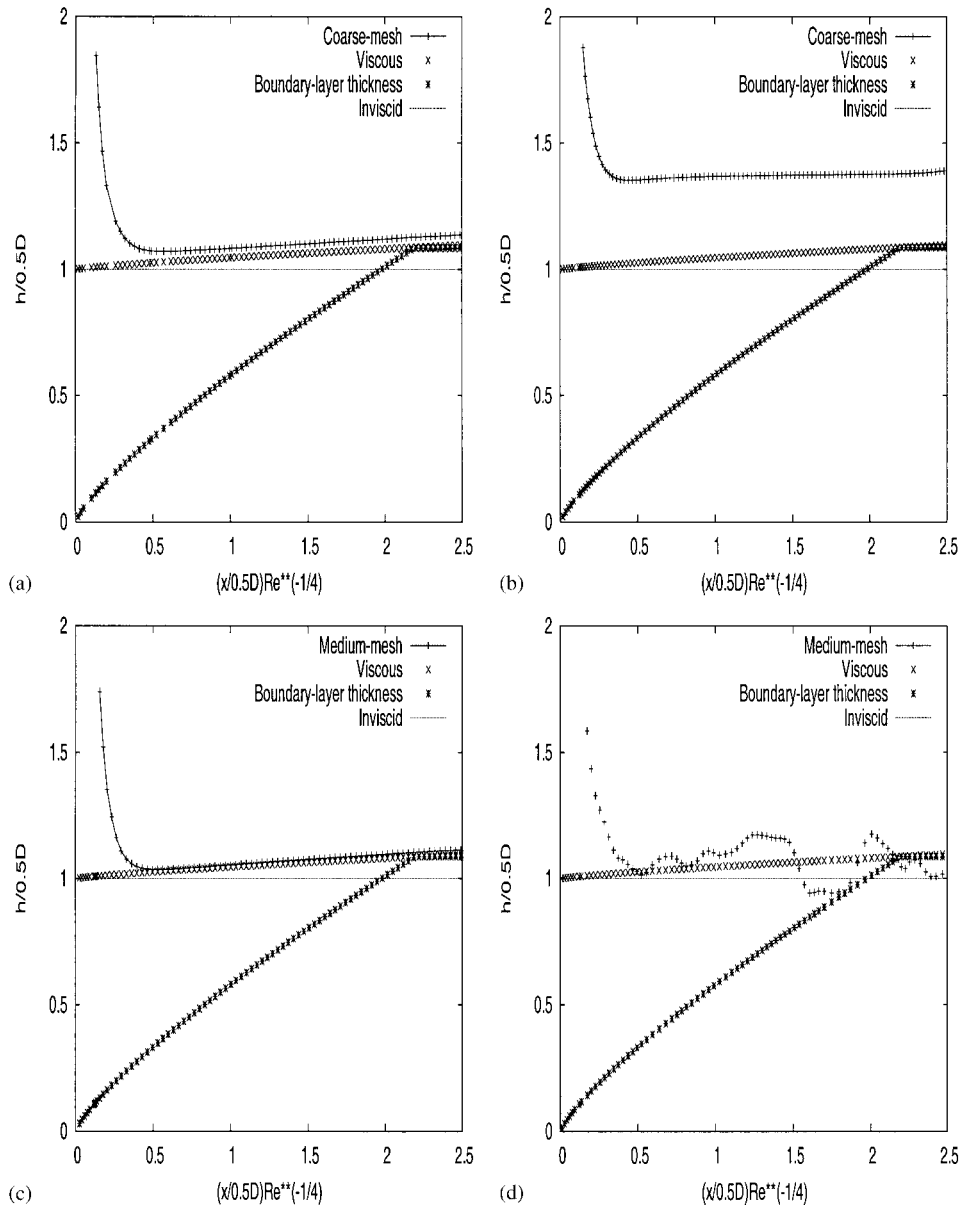 2
Coarse-mesh
Viscous
Boundary-layer thickness
Inviscid
1.5
h/0.5D
1
0.5
0
0 0.5 1 1.5 2 2.5
(a) (x/0.5D)Re**(-1/4)
2
Coarse-mesh
Viscous
Boundary-layer thickness
Inviscid
1.5
h/0.5D
1
0.5
0
0 0.5 1 1.5 2 2.5
(b) (x/0.5D)Re**(-1/4)
2
Medium-mesh
Viscous
Boundary-layer thickness
Inviscid
1.5
h/0.5D
1
0.5
0
0 0.5 1 1.5 2 2.5
(c) (x/0.5D)Re**(-1/4)
2
Medium-mesh
Viscous
Boundary-layer thickness
Inviscid
1.5
h/0.5D
1
0.5
0
0 0.5 1 1.5 2 2.5
(d) (x/0.5D)Re**(-1/4)